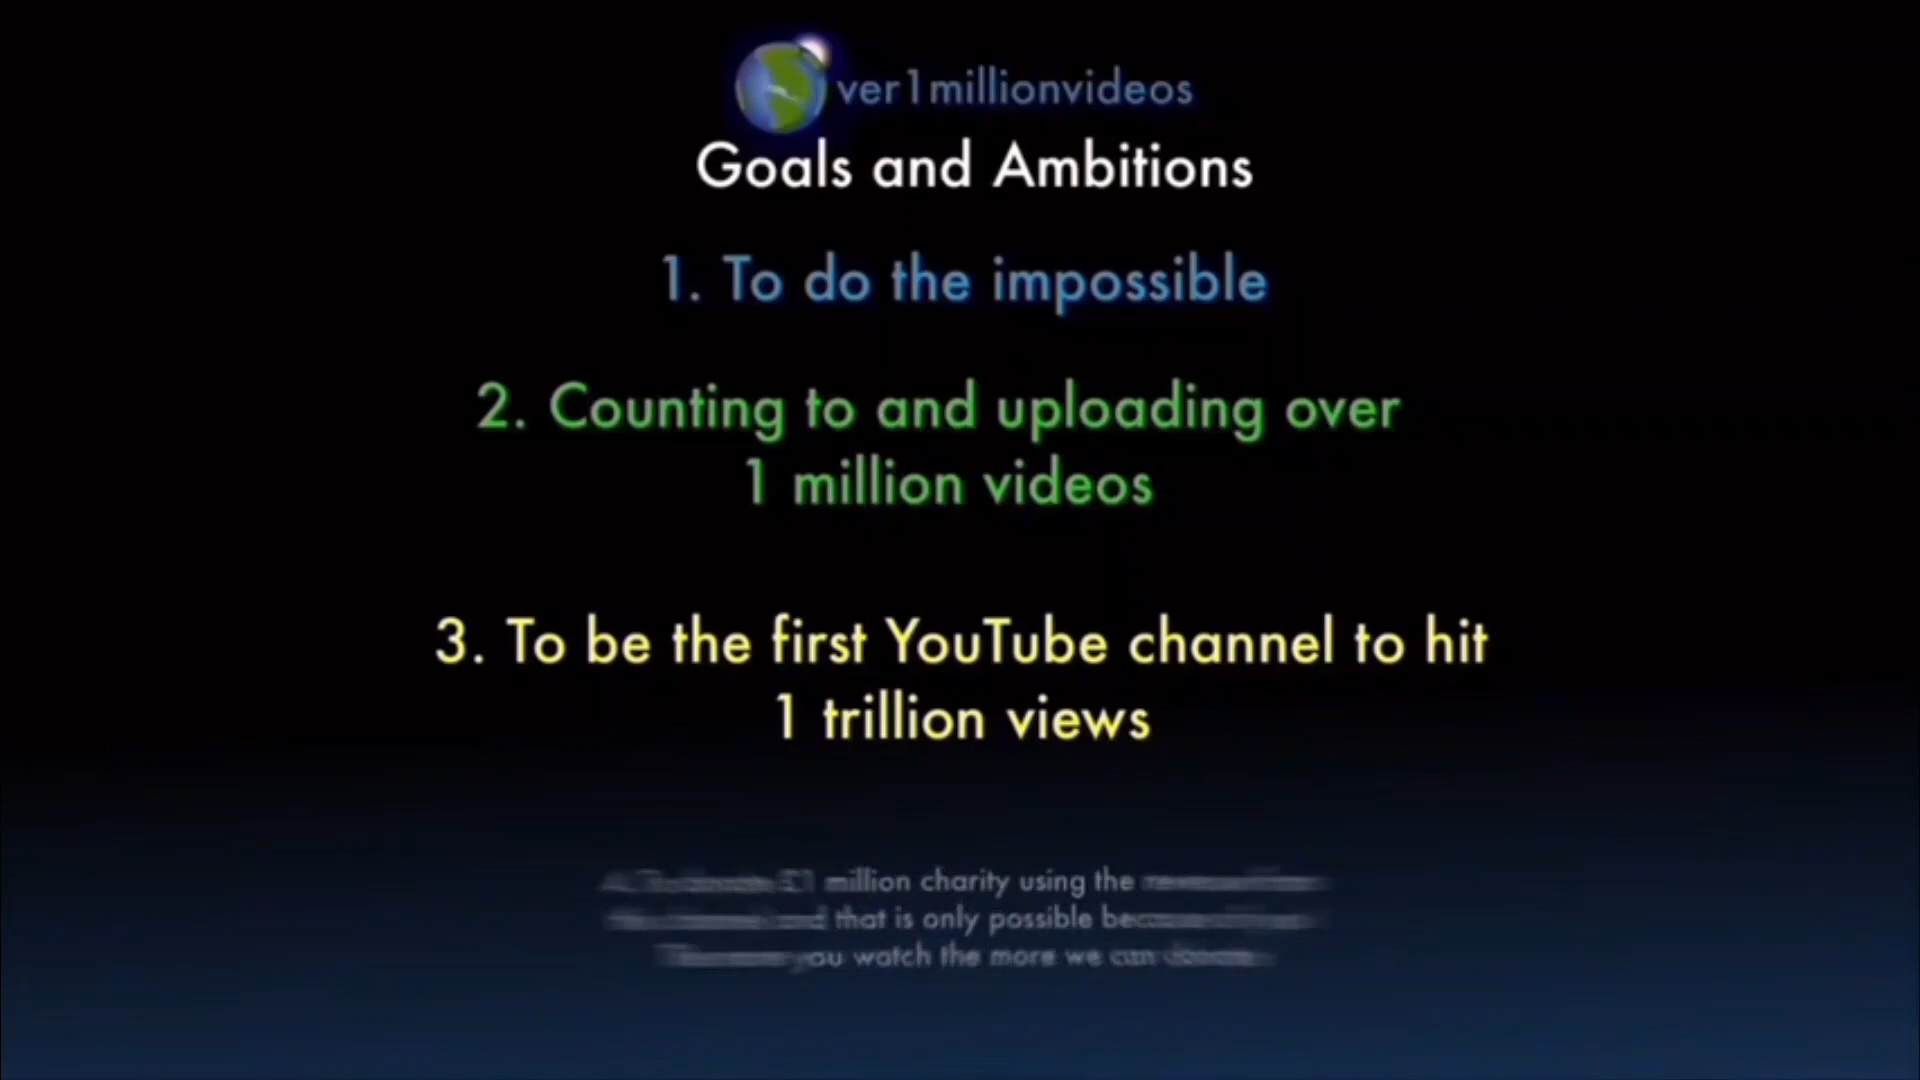 ver1millionvideos
Goals and Ambitions
1. To do the impossible
2. Counting to and uploading over
1 million videos
3. To be the first YouTube channel to hit
1 trillion views
million charity using the
that is only possible
you watch the more we can